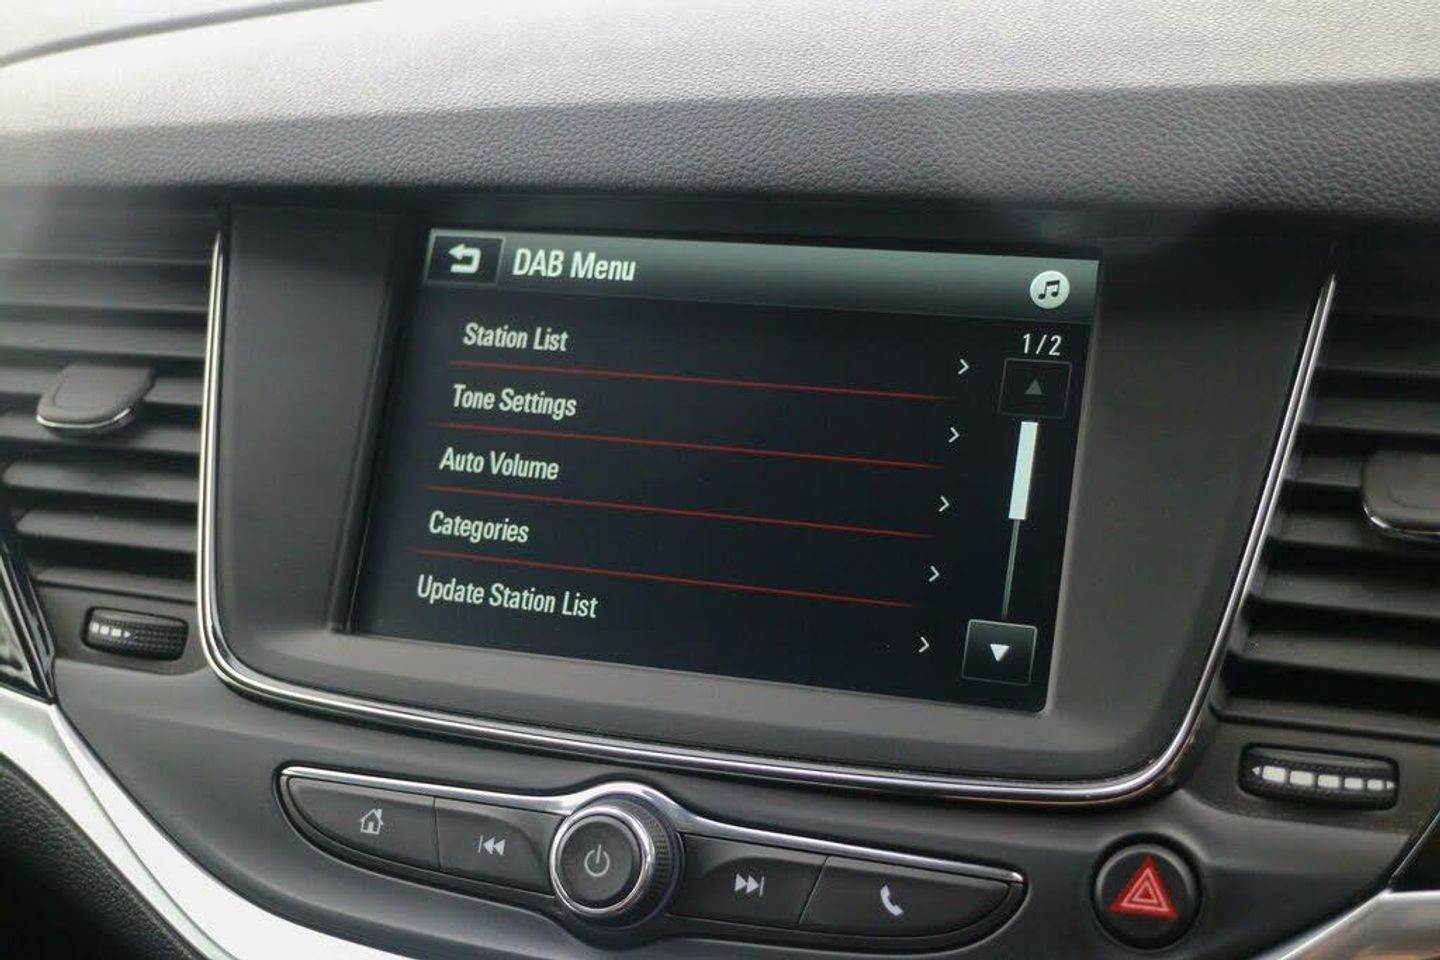 DAB Menu
1/2
Station List
Tone Settings
Auto Volume
Categories
Update Station List